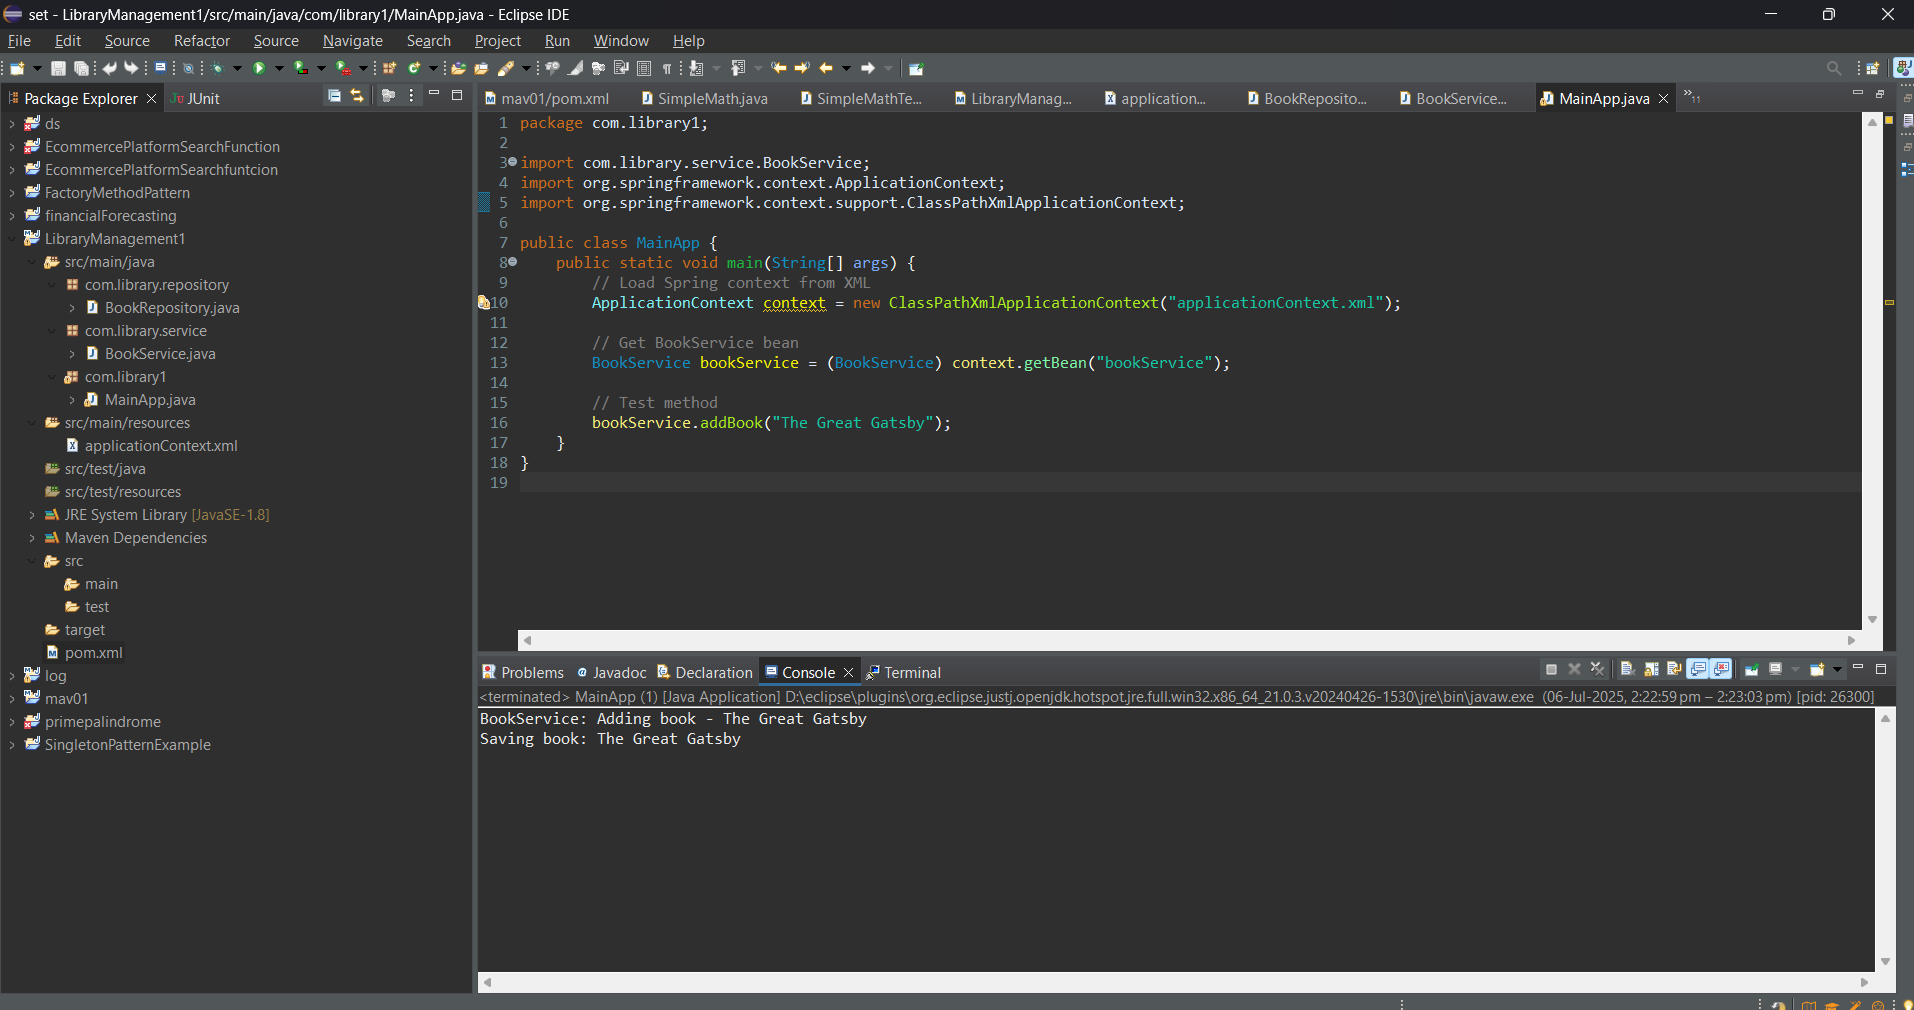 set - LibraryManagement1/src/main/java/com/library1/MainApp.java - Eclipse IDE
File Edit Source Refactor Source Navigate Search Project Run Window Help
Package Explorer
JUnit
ds
EcommercePlatformSearchFunction
EcommercePlatformSearchfuntcion
FactoryMethodPattern
financialForecasting
LibraryManagement1
src/main/java
com.library.repository
BookRepository.java
com.library.service
BookService.java
com.library1
MainApp.java
src/main/resources
applicationContext.xml
src/test/java
src/test/resources
JRE System Library [JavaSE-1.8]
Maven Dependencies
src
main
test
target
pom.xml
log
mav01
primepalindrome
SingletonPatternExample
mav01/pom.xml SimpleMath.java SimpleMathTe... LibraryManag... application... BookReposito... BookService... MainApp.java »11
1 package com.library1;
2
3 import com.library.service.BookService;
4 import org.springframework.context.ApplicationContext;
5 import org.springframework.context.support.ClassPathXmlApplicationContext;
6
7 public class MainApp {
8 public static void main(String[] args) {
9 // Load Spring context from XML
10 ApplicationContext context = new ClassPathXmlApplicationContext("applicationContext.xml");
11
12 // Get BookService bean
13 BookService bookService = (BookService) context.getBean("bookService");
14
15 // Test method
16 bookService.addBook("The Great Gatsby");
17 }
18 }
19
Problems Javadoc Declaration Console Terminal
<terminated> MainApp (1) [Java Application] D:\eclipse\plugins\org.eclipse.justj.openjdk.hotspot.jre.full.win32.x86_64_21.0.3.v20240426-1530\jre\bin\javaw.exe (06-Jul-2025, 2:22:59 pm – 2:23:03 pm) [pid: 26300]
BookService: Adding book - The Great Gatsby
Saving book: The Great Gatsby